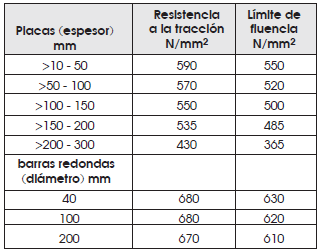 Placas (espesor) mm | Resistencia a la tracción N/mm2 | Límite de fluencia N/mm2
>10 - 50 | 590 | 550
>50 - 100 | 570 | 520
>100 - 150 | 550 | 500
>150 - 200 | 535 | 485
>200 - 300 | 430 | 365
barras redondas (diámetro) mm
40 | 680 | 630
100 | 680 | 620
200 | 670 | 610